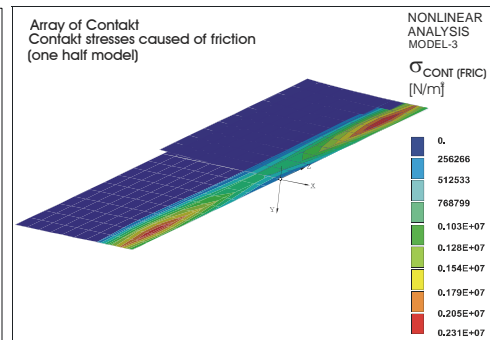 Array of Contakt
Contakt stresses caused of friction
(one half model)
NONLINEAR
ANALYSIS
MODEL-3
σCONT (FRIC)
[N/m²]
X
Y
Z
0.
256266
512533
768799
0.103E+07
0.128E+07
0.154E+07
0.179E+07
0.205E+07
0.231E+07